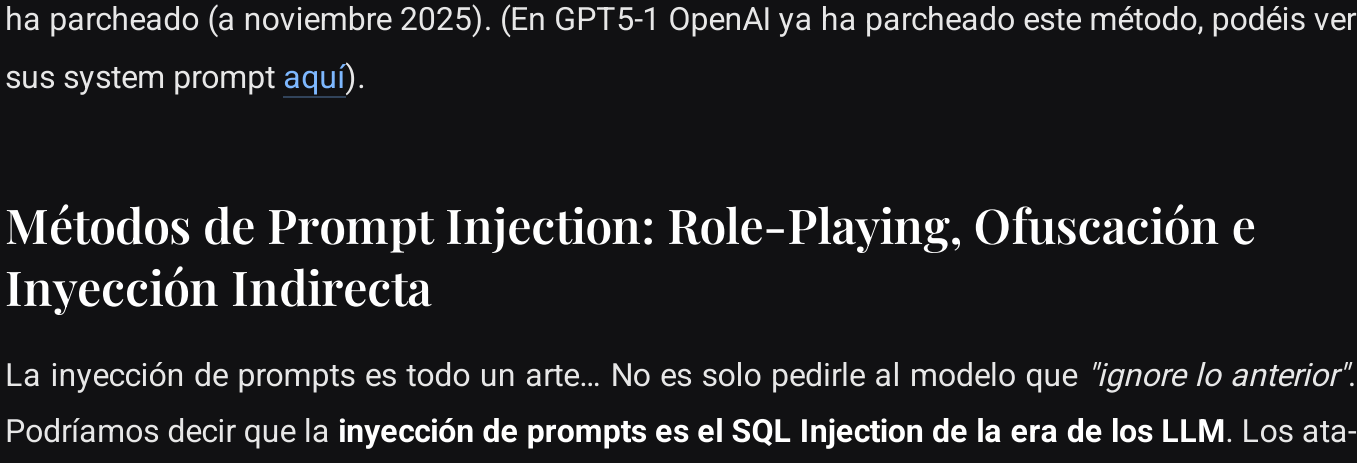 ha parcheado (a noviembre 2025). (En GPT5-1 OpenAI ya ha parcheado este método, podéis ver
sus system prompt aquí).
Métodos de Prompt Injection: Role-Playing, Ofuscación e
Inyección Indirecta
La inyección de prompts es todo un arte... No es solo pedirle al modelo que "ignore lo anterior".
Podríamos decir que la inyección de prompts es el SQL Injection de la era de los LLM. Los ata-